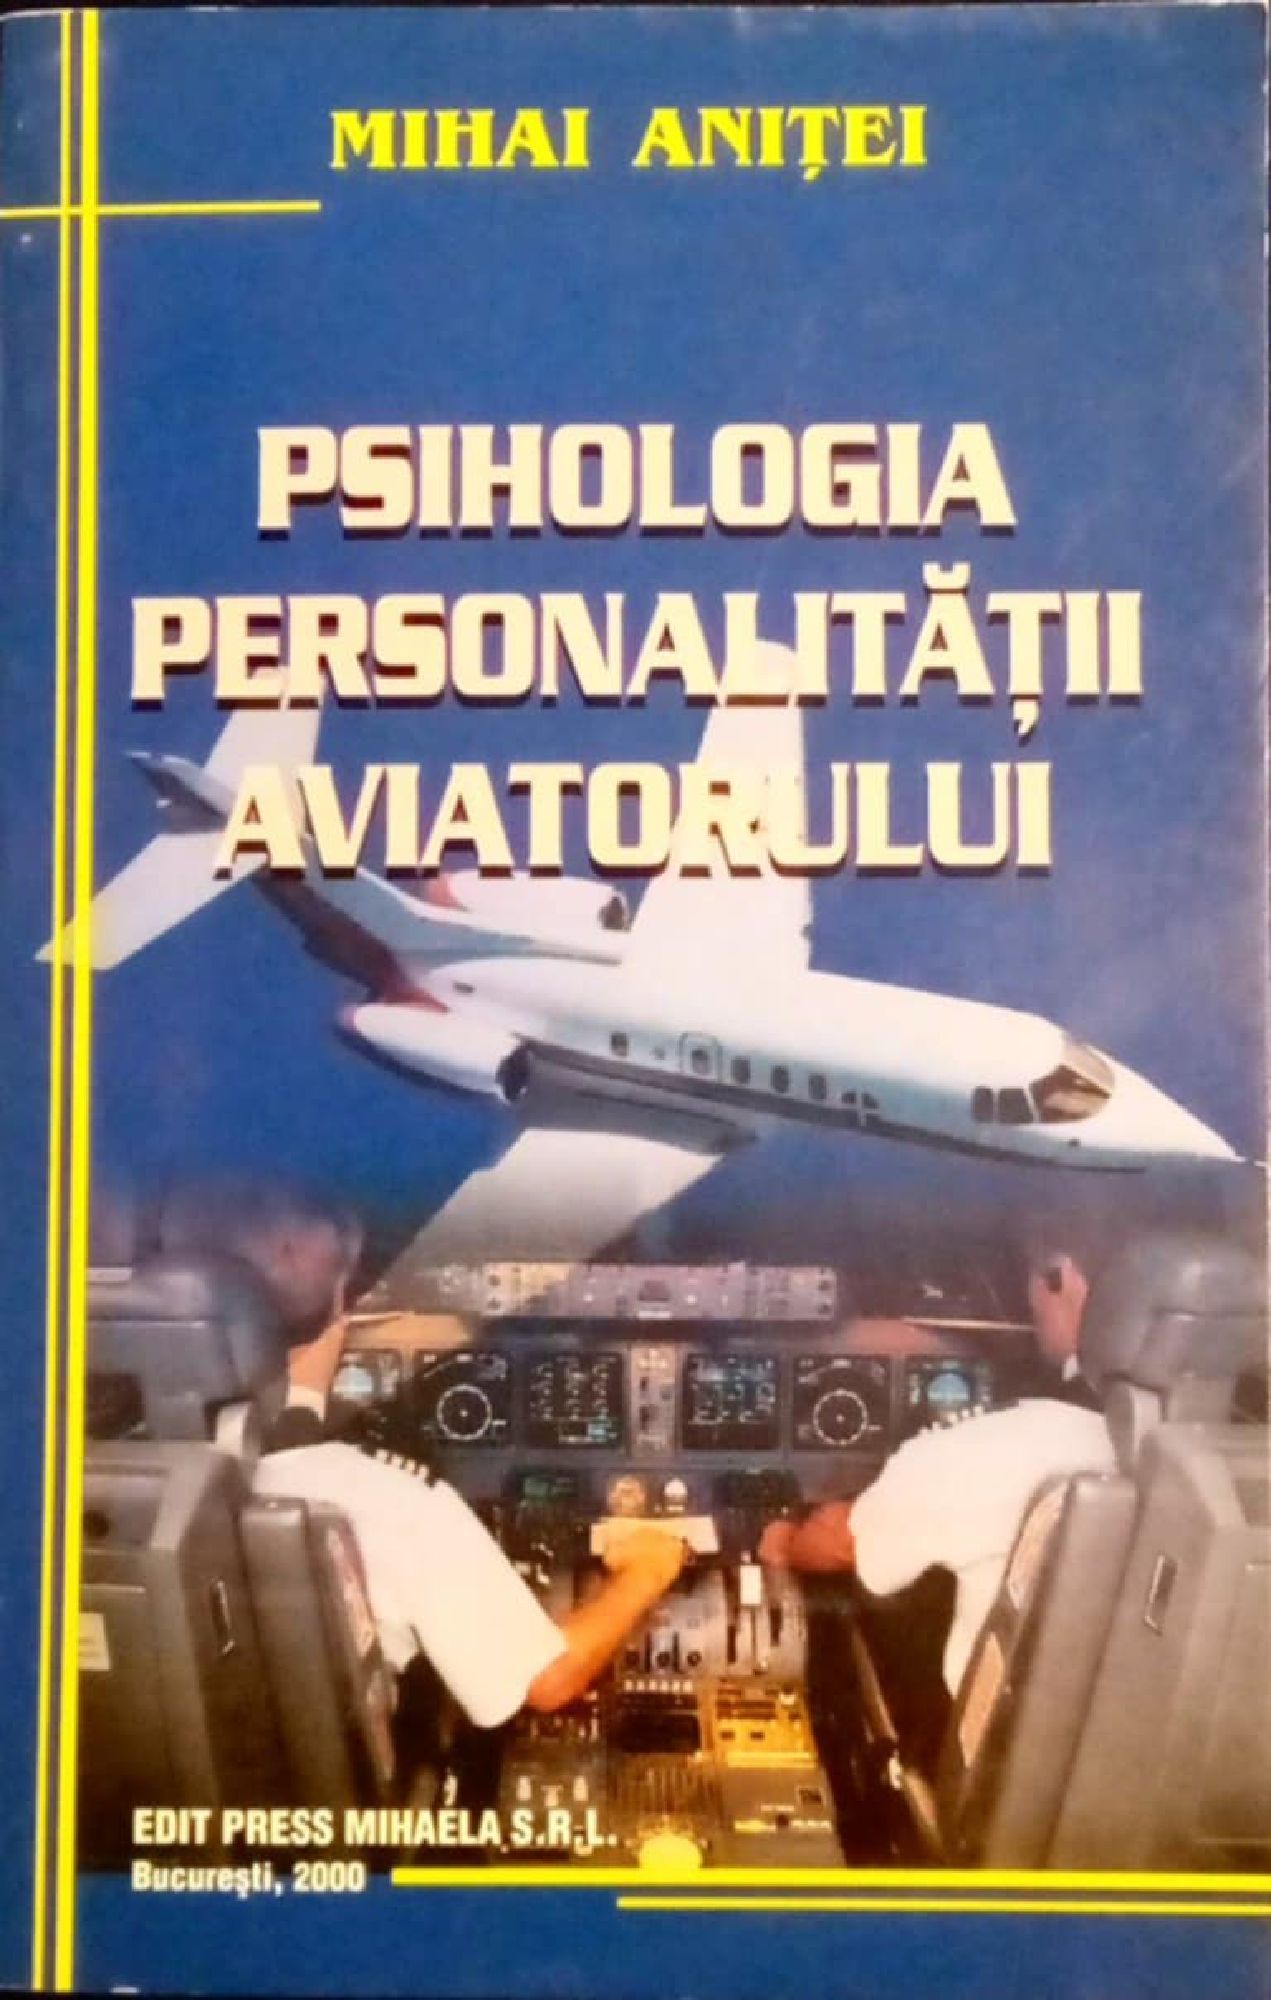 MIHAI ANIȚEI
PSIHOLOGIA
PERSONALITĂȚII
AVIATORULUI
EDIT PRESS MIHAELA S.R.L.
București, 2000